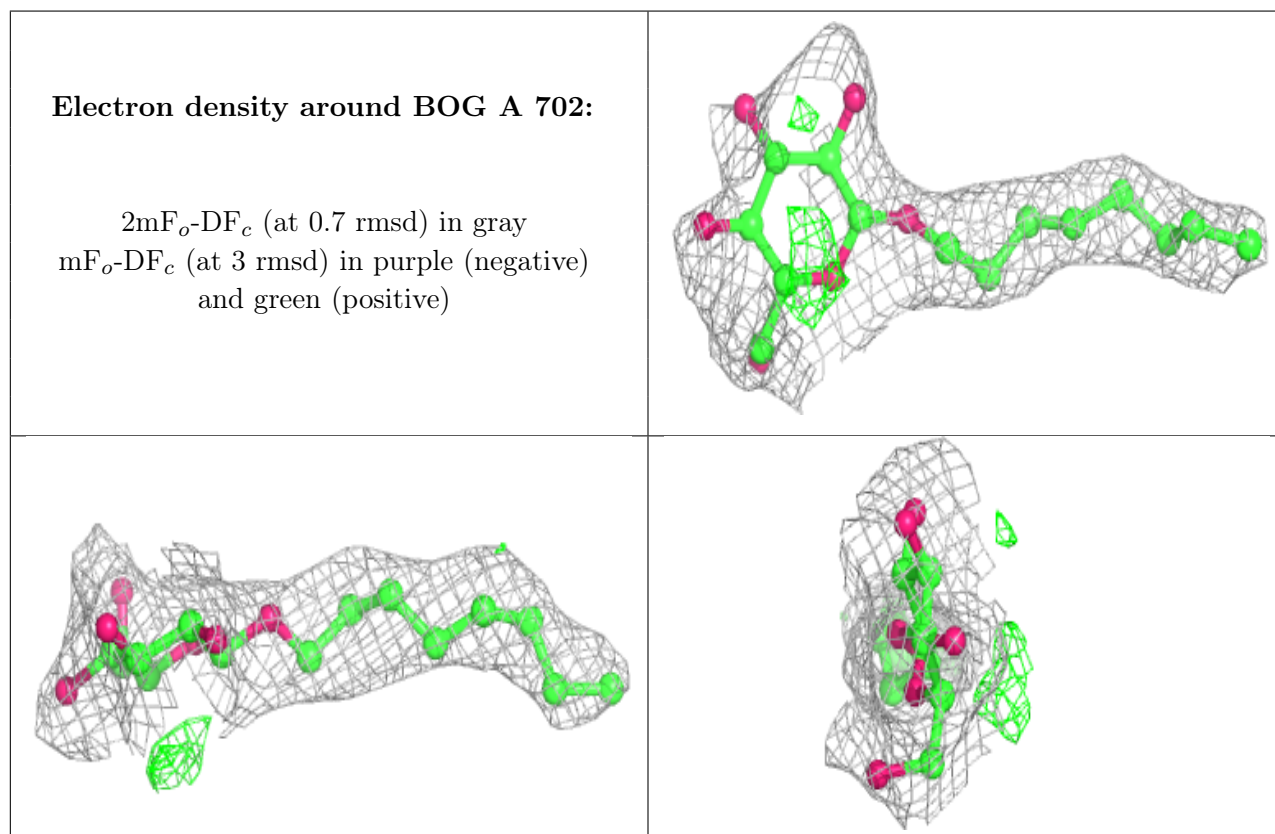 Electron density around BOG A 702:
2mFₒ-DF𝒸 (at 0.7 rmsd) in gray
mFₒ-DF𝒸 (at 3 rmsd) in purple (negative)
and green (positive)